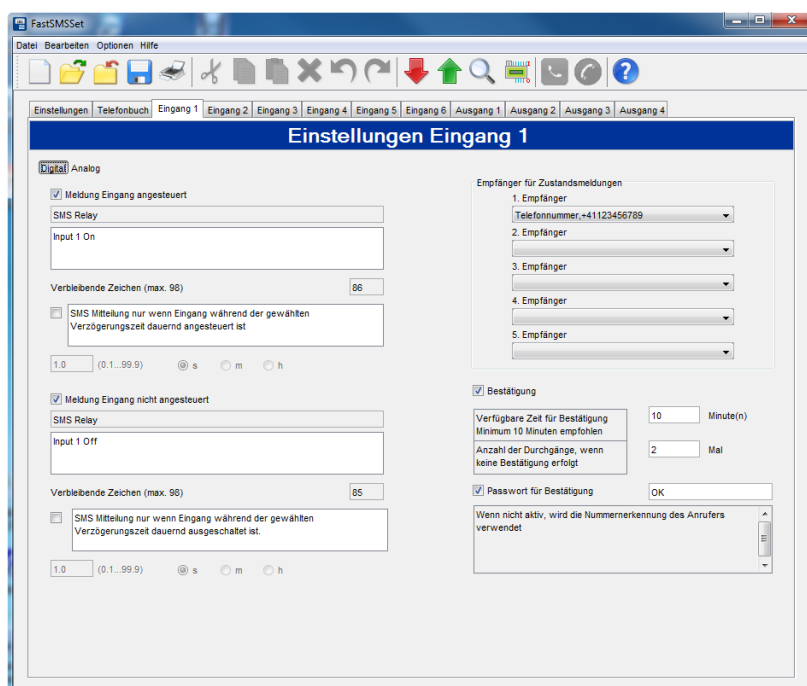 FastSMSSet
Datei Bearbeiten Optionen Hilfe
Einstellungen Telefonbuch Eingang 1 Eingang 2 Eingang 3 Eingang 4 Eingang 5 Eingang 6 Ausgang 1 Ausgang 2 Ausgang 3 Ausgang 4
Einstellungen Eingang 1
Digital Analog
Meldung Eingang angesteuert
SMS Relay
Input 1 On
Verbleibende Zeichen (max. 98) 86
SMS Mitteilung nur wenn Eingang während der gewählten
Verzögerungszeit dauernd angesteuert ist
1.0 (0.1...99.9) s m h
Meldung Eingang nicht angesteuert
SMS Relay
Input 1 Off
Verbleibende Zeichen (max. 98) 85
SMS Mitteilung nur wenn Eingang während der gewählten
Verzögerungszeit dauernd ausgeschaltet ist.
1.0 (0.1...99.9) s m h
Empfänger für Zustandsmeldungen
1. Empfänger
Telefonnummer,+41123456789
2. Empfänger
3. Empfänger
4. Empfänger
5. Empfänger
Bestätigung
Verfügbare Zeit für Bestätigung
Minimum 10 Minuten empfohlen
10 Minute(n)
Anzahl der Durchgänge, wenn
keine Bestätigung erfolgt
2 Mal
Passwort für Bestätigung OK
Wenn nicht aktiv, wird die Nummernerkennung des Anrufers
verwendet